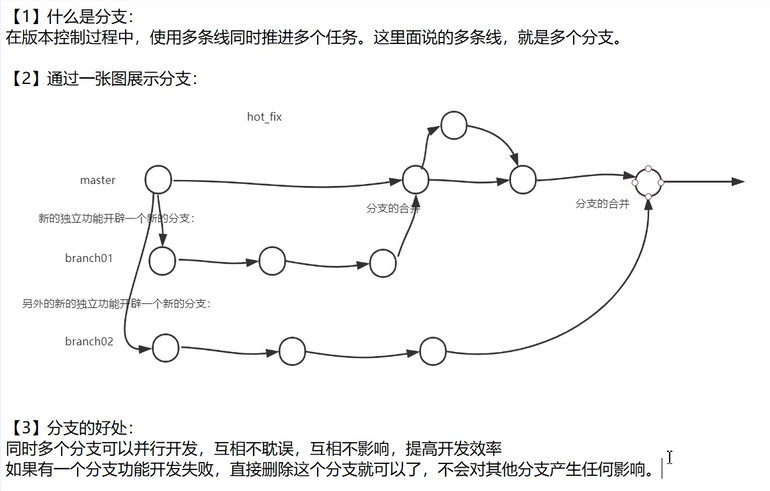 【1】什么是分支：
在版本控制过程中，使用多条线同时推进多个任务。这里面说的多条线，就是多个分支。
【2】通过一张图展示分支：
hot_fix
master
分支的合并
分支的合并
新的独立功能开辟一个新的分支：
branch01
另外的新的独立功能开辟一个新的分支：
branch02
【3】分支的好处：
同时多个分支可以并行开发，互相不耽误，互相不影响，提高开发效率
如果有一个分支功能开发失败，直接删除这个分支就可以了，不会对其他分支产生任何影响。